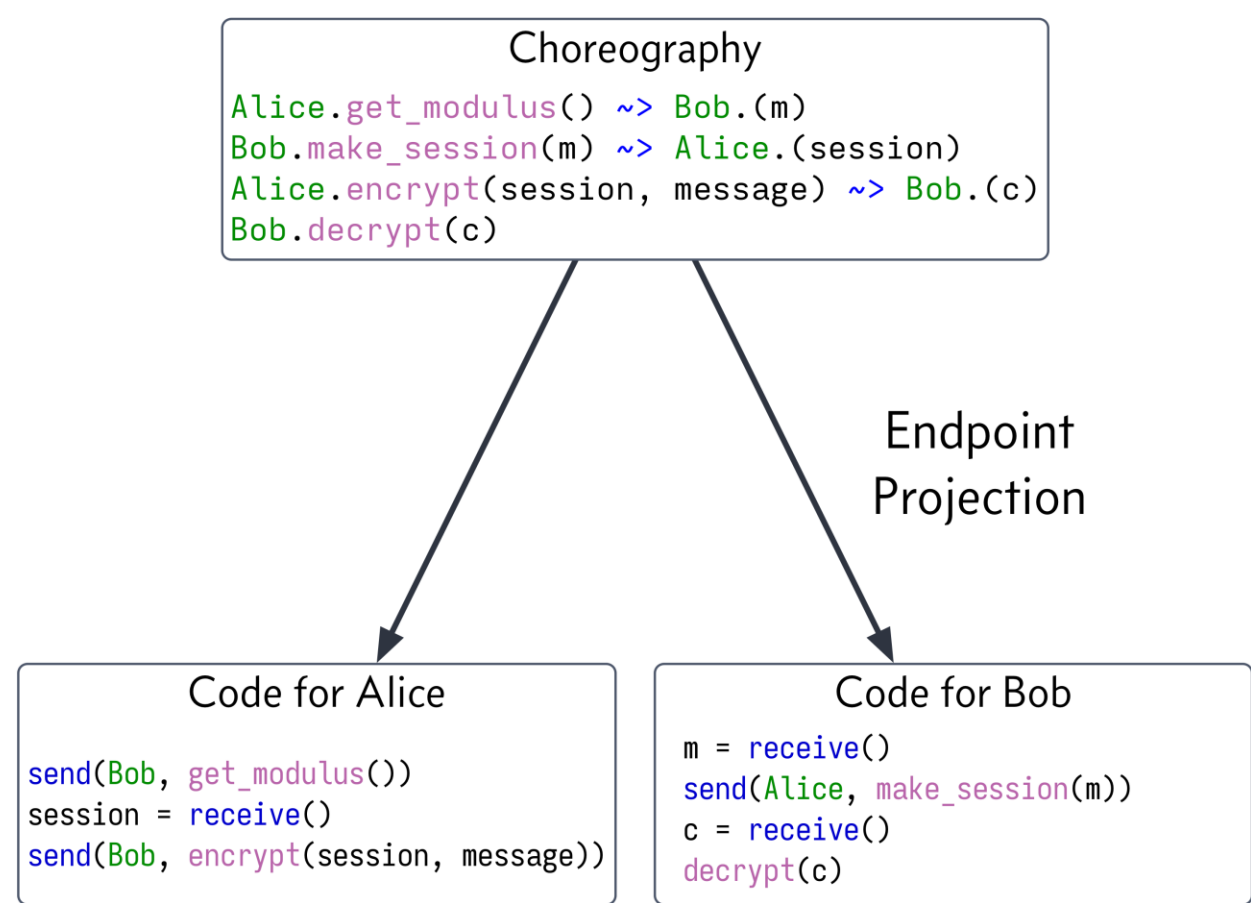 Choreography
Alice.get_modulus() ~> Bob.(m)
Bob.make_session(m) ~> Alice.(session)
Alice.encrypt(session, message) ~> Bob.(c)
Bob.decrypt(c)
Endpoint
Projection
Code for Alice
send(Bob, get_modulus())
session = receive()
send(Bob, encrypt(session, message))
Code for Bob
m = receive()
send(Alice, make_session(m))
c = receive()
decrypt(c)